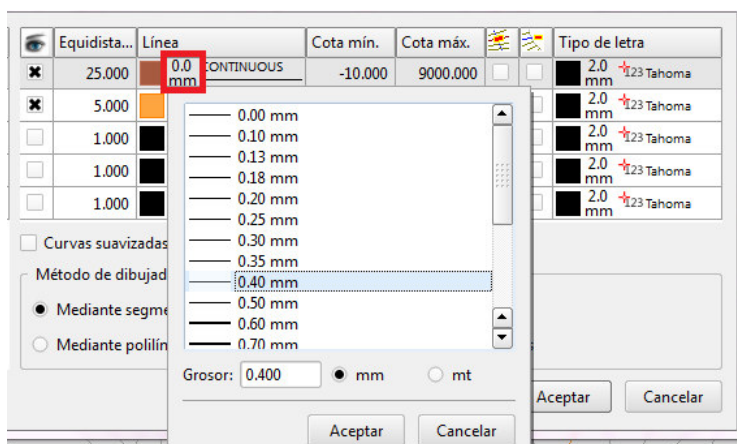 Equidista... Línea Cota mín. Cota máx. Tipo de letra
25.000 0.0 mm CONTINUOUS -10.000 9000.000 2.0 mm 123 Tahoma
5.000 2.0 mm 123 Tahoma
1.000 2.0 mm 123 Tahoma
1.000 2.0 mm 123 Tahoma
1.000 2.0 mm 123 Tahoma
0.00 mm
0.10 mm
0.13 mm
0.18 mm
0.20 mm
0.25 mm
0.30 mm
0.35 mm
0.40 mm
0.50 mm
0.60 mm
0.70 mm
Grosor: 0.400 mm mt
Aceptar Cancelar
Curvas suavizadas
Método de dibujad
Mediante segme
Mediante polilín
Aceptar Cancelar